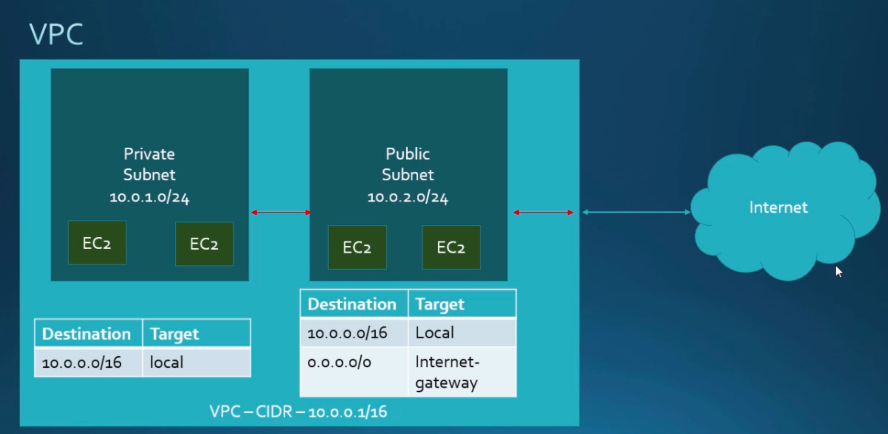 VPC
Private
Subnet
10.0.1.0/24
EC2
EC2
Public
Subnet
10.0.2.0/24
EC2
EC2
Internet
Destination Target
10.0.0.0/16 local
Destination Target
10.0.0.0/16 Local
0.0.0.0/0 Internet-
gateway
VPC – CIDR – 10.0.0.1/16